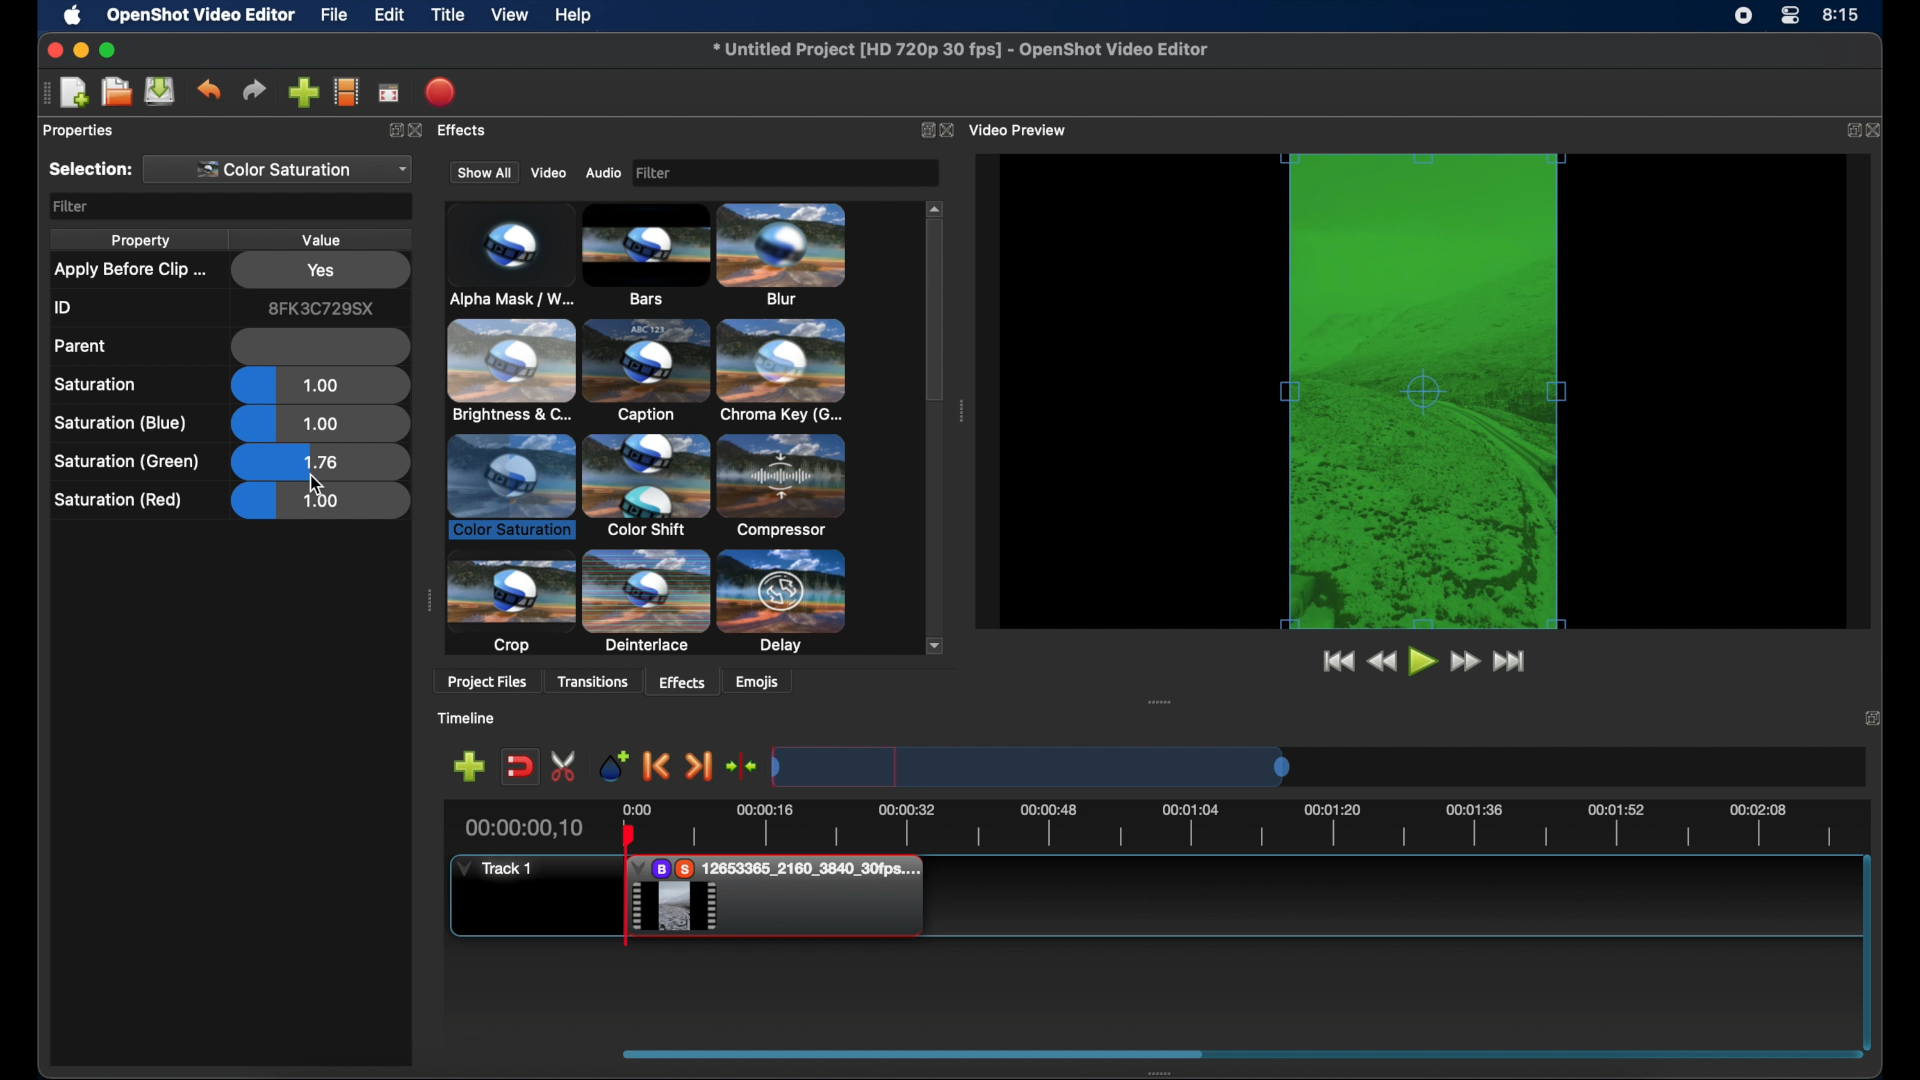 OpenShot Video Editor File Edit Title View Help 8:15
* Untitled Project [HD 720p 30 fps] - OpenShot Video Editor
Properties
Selection: Color Saturation
Filter
Property Value
Apply Before Clip ... Yes
ID 8FK3C729SX
Parent
Saturation 1.00
Saturation (Blue) 1.00
Saturation (Green) 1.76
Saturation (Red) 1.00
Effects
Show All Video Audio Filter
Alpha Mask / W... Bars Blur
ABC 123
Brightness & C... Caption Chroma Key (G...
Color Saturation Color Shift Compressor
Crop Deinterlace Delay
Project Files Transitions Effects Emojis
Video Preview
Timeline
00:00:00,10
0:00 00:00:16 00:00:32 00:00:48 00:01:04 00:01:20 00:01:36 00:01:52 00:02:08
Track 1
B S 12653365_2160_3840_30fps....